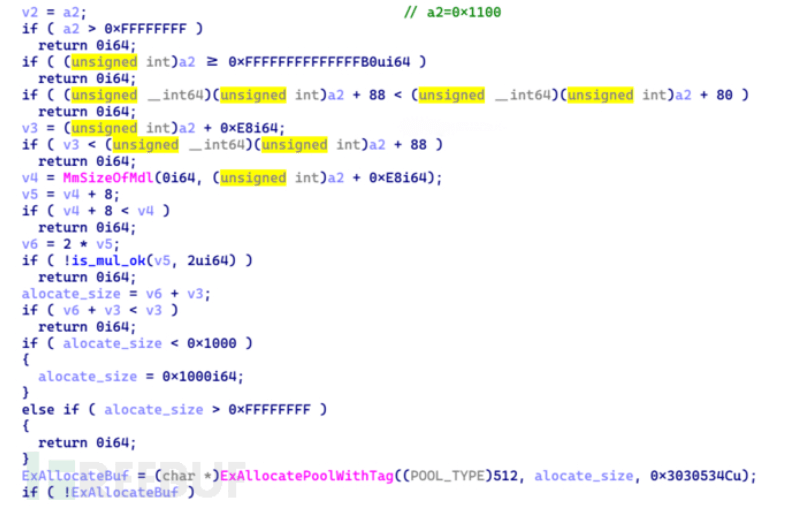 v2 = a2; // a2=0×1100
if ( a2 > 0×FFFFFFFF )
return 0i64;
if ( (unsigned int)a2 ≥ 0×FFFFFFFFFFFFFFB0ui64 )
return 0i64;
if ( (unsigned __int64)(unsigned int)a2 + 88 < (unsigned __int64)(unsigned int)a2 + 80 )
return 0i64;
v3 = (unsigned int)a2 + 0×E8i64;
if ( v3 < (unsigned __int64)(unsigned int)a2 + 88 )
return 0i64;
v4 = MmSizeOfMdl(0i64, (unsigned int)a2 + 0×E8i64);
v5 = v4 + 8;
if ( v4 + 8 < v4 )
return 0i64;
v6 = 2 * v5;
if ( !is_mul_ok(v5, 2ui64) )
return 0i64;
alocate_size = v6 + v3;
if ( v6 + v3 < v3 )
return 0i64;
if ( alocate_size < 0×1000 )
{
alocate_size = 0×1000i64;
}
else if ( alocate_size > 0×FFFFFFFF )
{
return 0i64;
}
ExAllocateBuf = (char *)ExAllocatePoolWithTag((POOL_TYPE)512, alocate_size, 0×3030534Cu);
if ( !ExAllocateBuf )